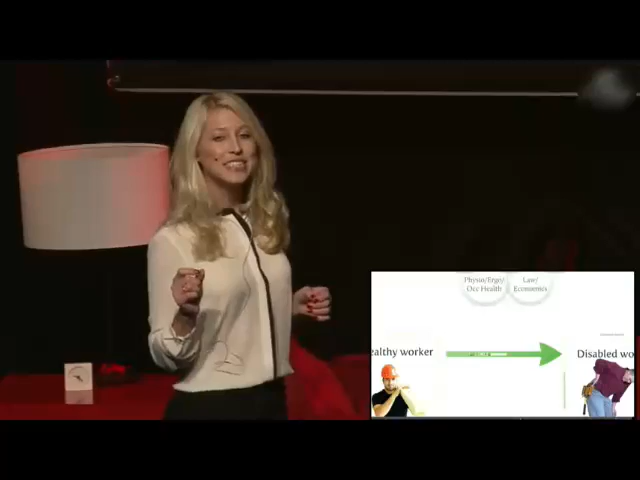 Physio/Ergo/ Law/
Occ Health Economics
ealthy worker Disabled wo